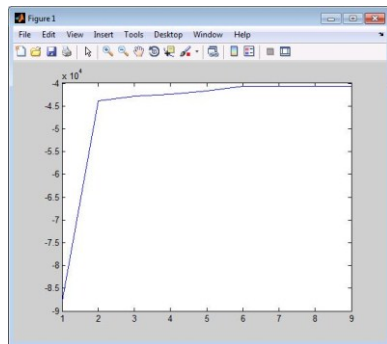 Figure 1
File Edit View Insert Tools Desktop Window Help
x 10⁴
-4
-4.5
-5
-5.5
-6
-6.5
-7
-7.5
-8
-8.5
-9
1 2 3 4 5 6 7 8 9